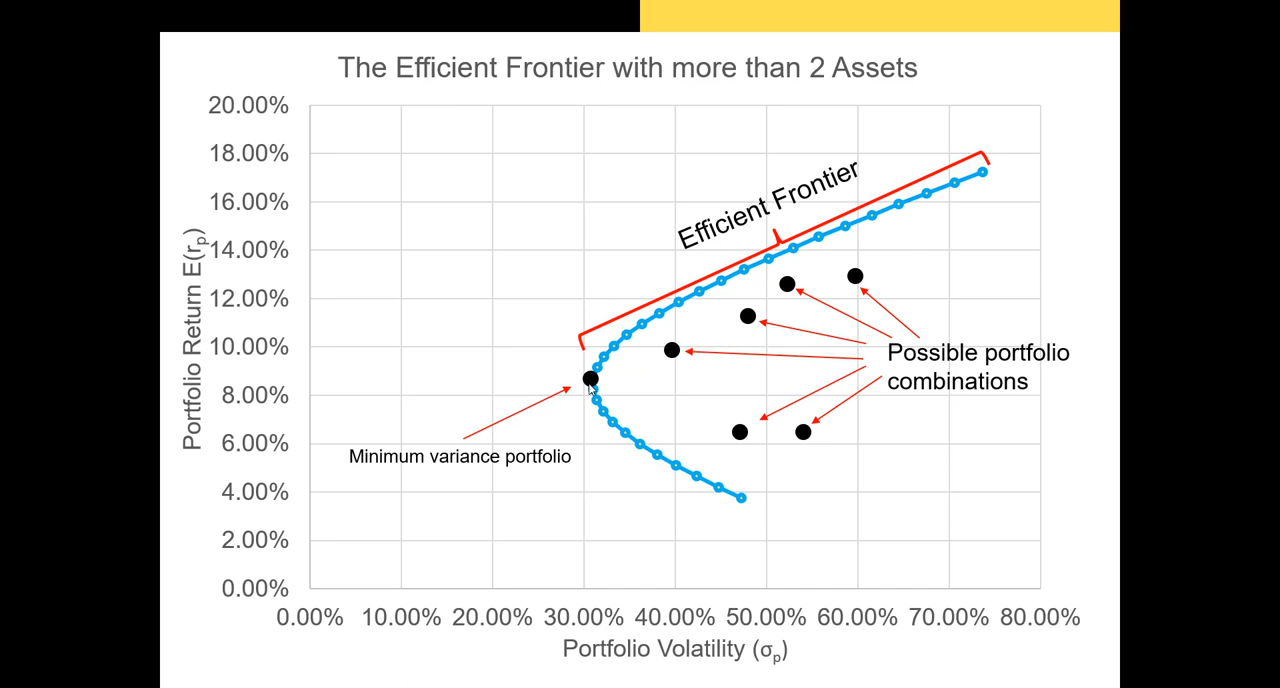 The Efficient Frontier with more than 2 Assets
20.00%
18.00%
16.00%
14.00%
12.00%
10.00%
8.00%
6.00%
4.00%
2.00%
0.00%
Portfolio Return E(rₚ)
Efficient Frontier
Possible portfolio
combinations
Minimum variance portfolio
0.00% 10.00% 20.00% 30.00% 40.00% 50.00% 60.00% 70.00% 80.00%
Portfolio Volatility (σₚ)